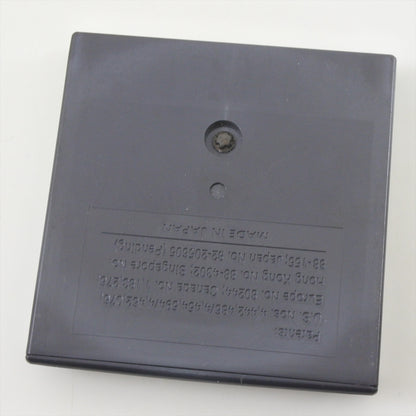 Patents:
U.S. nos. 4,442,486/4,454,594/4,462,076;
Europe no. 80244; Canada no. 1,183,276;
Hong Kong no. 88-4302; Singapore no.
88-155; Japan no. 82-205605 (Pending)
MADE IN JAPAN